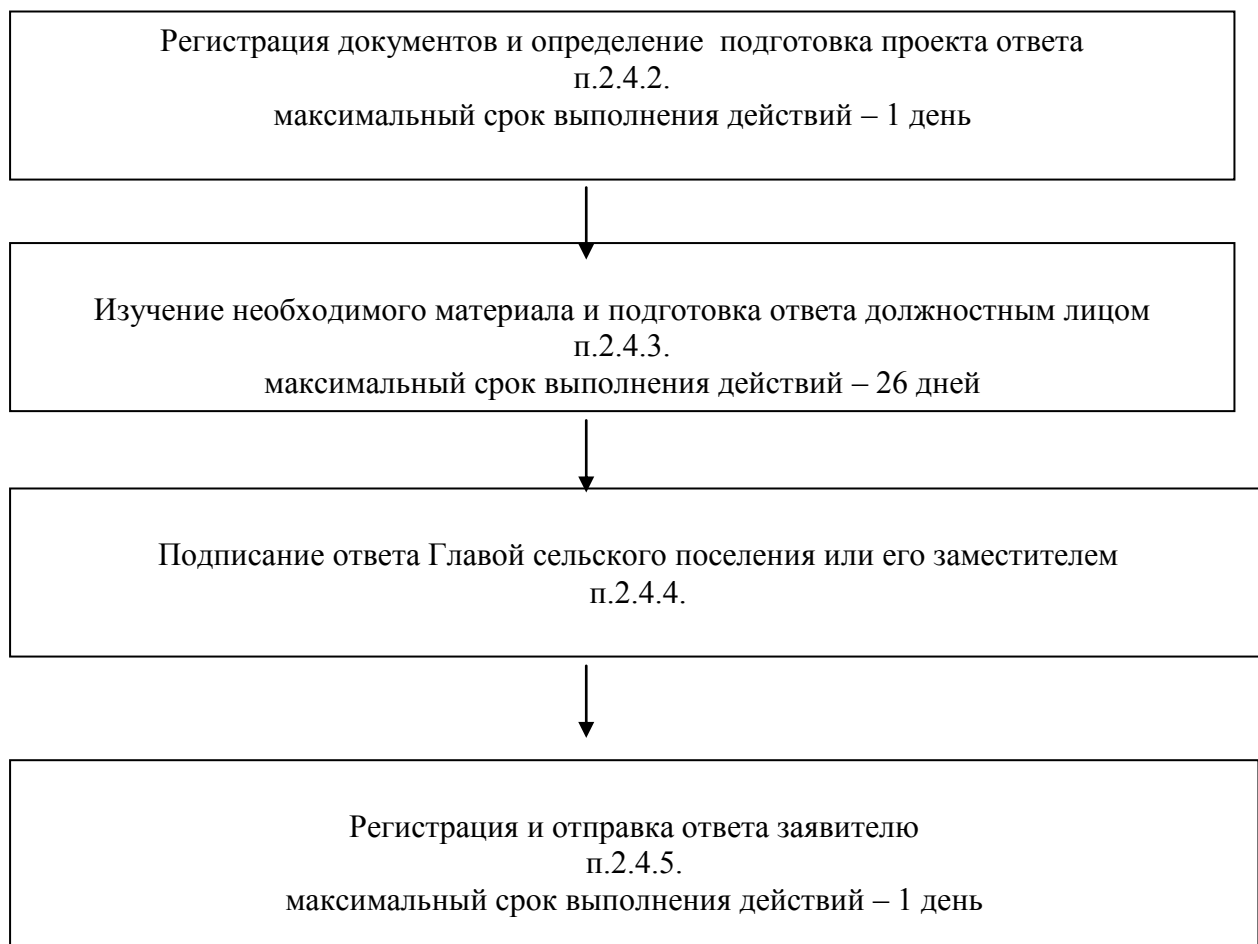 Регистрация документов и определение  подготовка проекта ответа
п.2.4.2.
максимальный срок выполнения действий – 1 день
Изучение необходимого материала и подготовка ответа должностным лицом
п.2.4.3.
максимальный срок выполнения действий – 26 дней
Подписание ответа Главой сельского поселения или его заместителем
п.2.4.4.
Регистрация и отправка ответа заявителю
п.2.4.5.
максимальный срок выполнения действий – 1 день